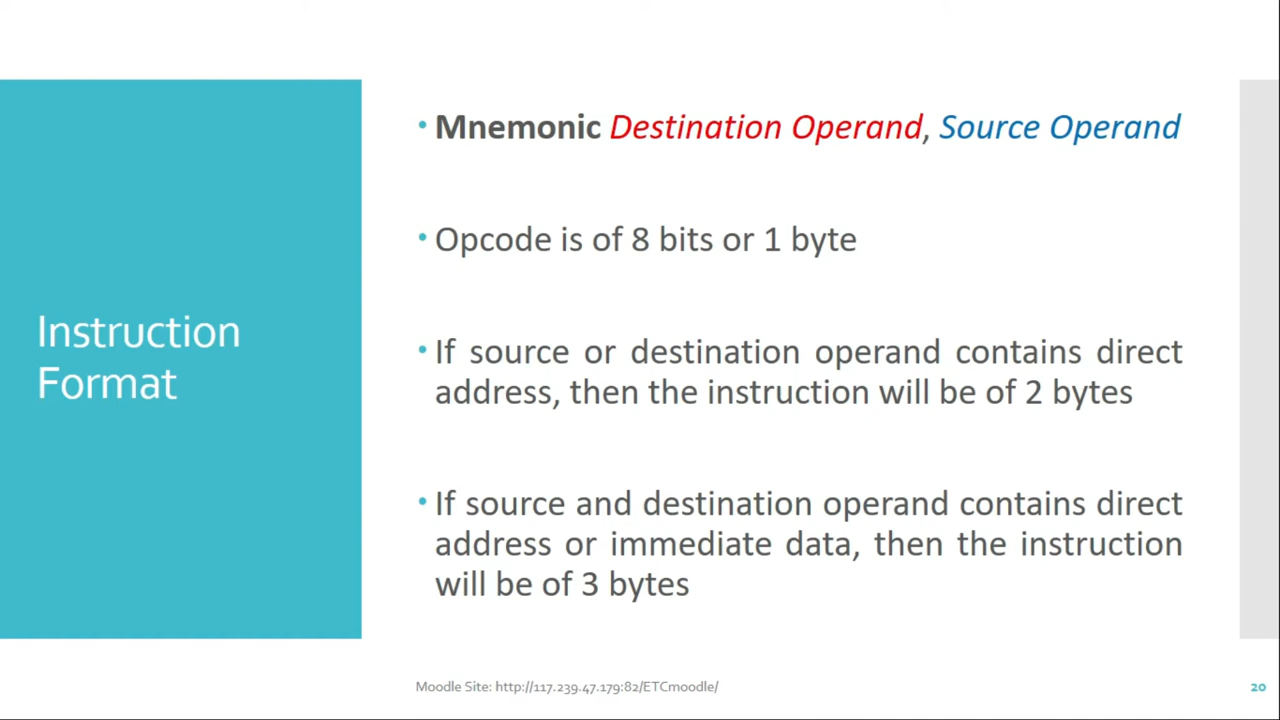 Instruction
Format
• Mnemonic Destination Operand, Source Operand
• Opcode is of 8 bits or 1 byte
• If source or destination operand contains direct
address, then the instruction will be of 2 bytes
• If source and destination operand contains direct
address or immediate data, then the instruction
will be of 3 bytes
Moodle Site: http://117.239.47.179:82/ETCmoodle/
20